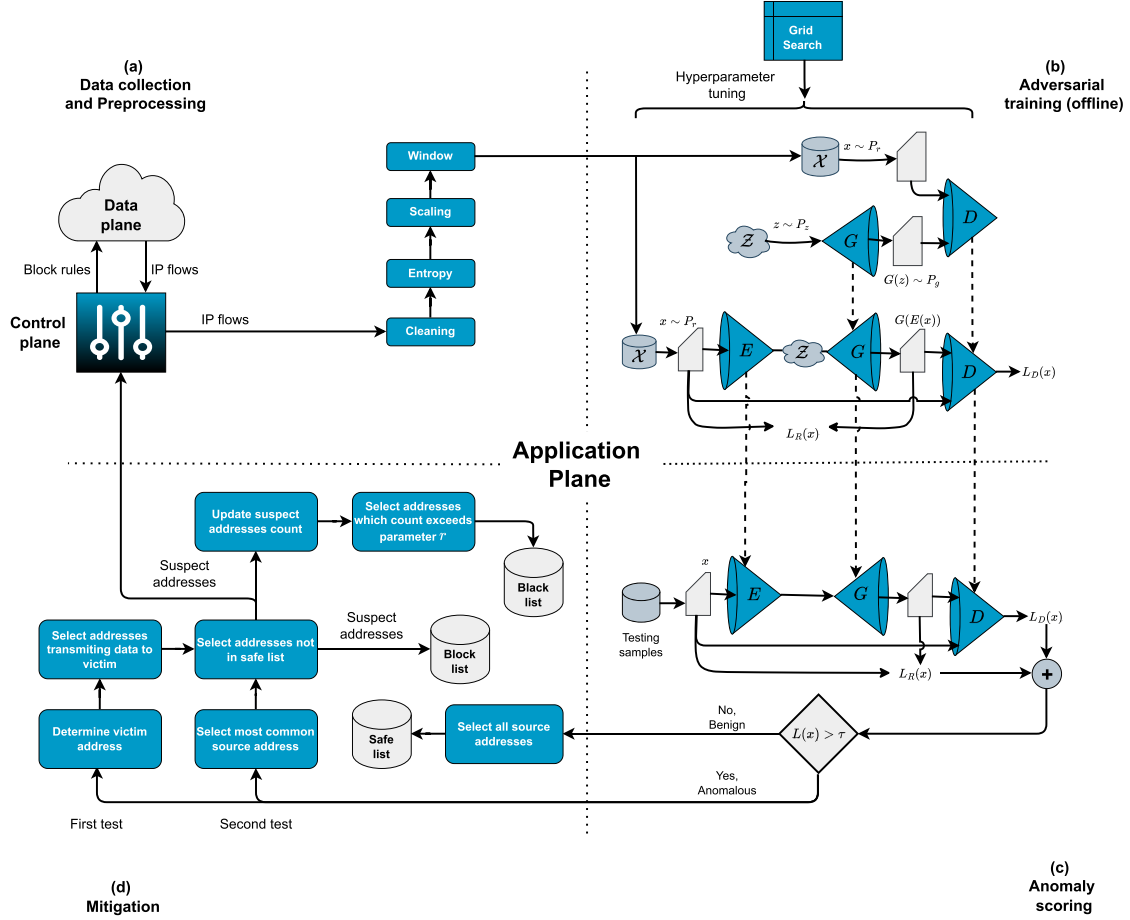 (a)
Data collection
and Preprocessing
Data
plane
Block rules
IP flows
Control
plane
IP flows
Window
Scaling
Entropy
Cleaning
Grid
Search
Hyperparameter
tuning
(b)
Adversarial
training (offline)
𝒳
x ∼ P_r
D
𝒵
z ∼ P_z
G
G(z) ∼ P_g
𝒳
x ∼ P_r
E
𝒵
G
G(E(x))
D
L_D(x)
L_R(x)
Application
Plane
Update suspect
addresses count
Select addresses
which count exceeds
parameter r
Black
list
Suspect
addresses
Select addresses
transmiting data to
victim
Select addresses not
in safe list
Suspect
addresses
Block
list
Determine victim
address
Select most common
source address
Safe
list
Select all source
addresses
First test
Second test
(d)
Mitigation
Testing
samples
x
E
G
D
L_D(x)
L_R(x)
+
L(x) > τ
No,
Benign
Yes,
Anomalous
(c)
Anomaly
scoring